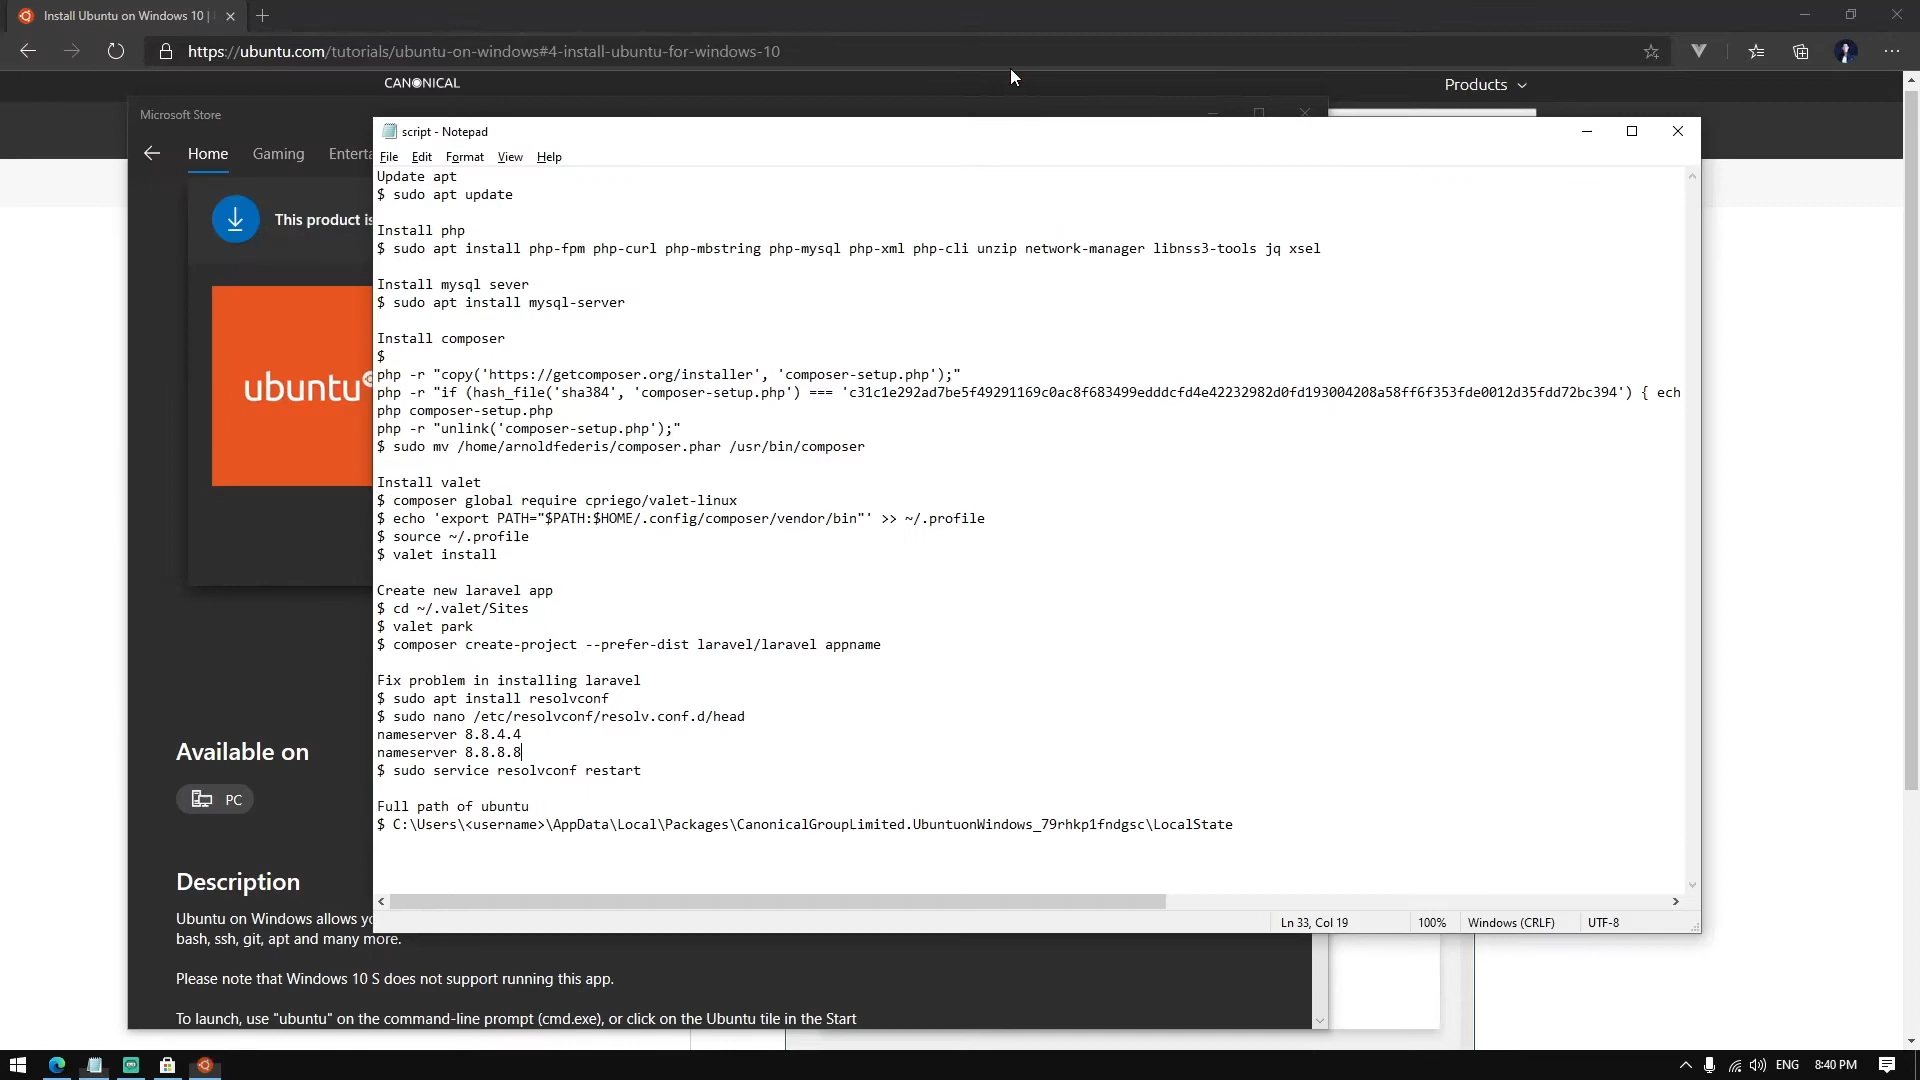 Install Ubuntu on Windows 10 |
https://ubuntu.com/tutorials/ubuntu-on-windows#4-install-ubuntu-for-windows-10
CANONICAL
Products
Microsoft Store
Home Gaming Enterta
This product is
ubuntu
Available on
PC
Description
Ubuntu on Windows allows yo
bash, ssh, git, apt and many more.
Please note that Windows 10 S does not support running this app.
To launch, use "ubuntu" on the command-line prompt (cmd.exe), or click on the Ubuntu tile in the Start
script - Notepad
File Edit Format View Help
Update apt
$ sudo apt update
Install php
$ sudo apt install php-fpm php-curl php-mbstring php-mysql php-xml php-cli unzip network-manager libnss3-tools jq xsel
Install mysql sever
$ sudo apt install mysql-server
Install composer
$
php -r "copy('https://getcomposer.org/installer', 'composer-setup.php');"
php -r "if (hash_file('sha384', 'composer-setup.php') === 'c31c1e292ad7be5f49291169c0ac8f683499edddcfd4e42232982d0fd193004208a58ff6f353fde0012d35fdd72bc394') { ech
php composer-setup.php
php -r "unlink('composer-setup.php');"
$ sudo mv /home/arnoldfederis/composer.phar /usr/bin/composer
Install valet
$ composer global require cpriego/valet-linux
$ echo 'export PATH="$PATH:$HOME/.config/composer/vendor/bin"' >> ~/.profile
$ source ~/.profile
$ valet install
Create new laravel app
$ cd ~/.valet/Sites
$ valet park
$ composer create-project --prefer-dist laravel/laravel appname
Fix problem in installing laravel
$ sudo apt install resolvconf
$ sudo nano /etc/resolvconf/resolv.conf.d/head
nameserver 8.8.4.4
nameserver 8.8.8.8
$ sudo service resolvconf restart
Full path of ubuntu
$ C:\Users\<username>\AppData\Local\Packages\CanonicalGroupLimited.UbuntuonWindows_79rhkp1fndgsc\LocalState
Ln 33, Col 19 100% Windows (CRLF) UTF-8
ENG 8:40 PM